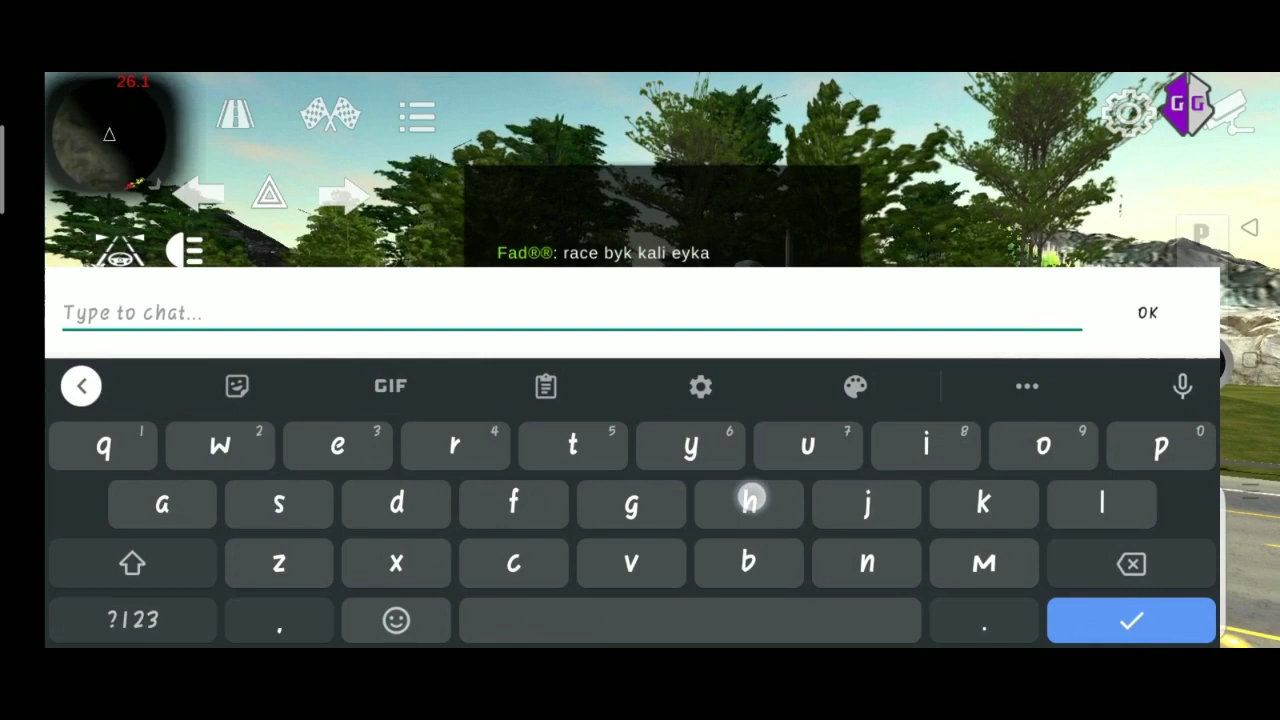 26.1
G G
P
Fad®®: race byk kali eyka
Type to chat...
OK
GIF
q 1 w 2 e 3 r 4 t 5 y 6 u 7 i 8 o 9 p 0
a s d f g h j k l
z x c v b n m
?123 , .